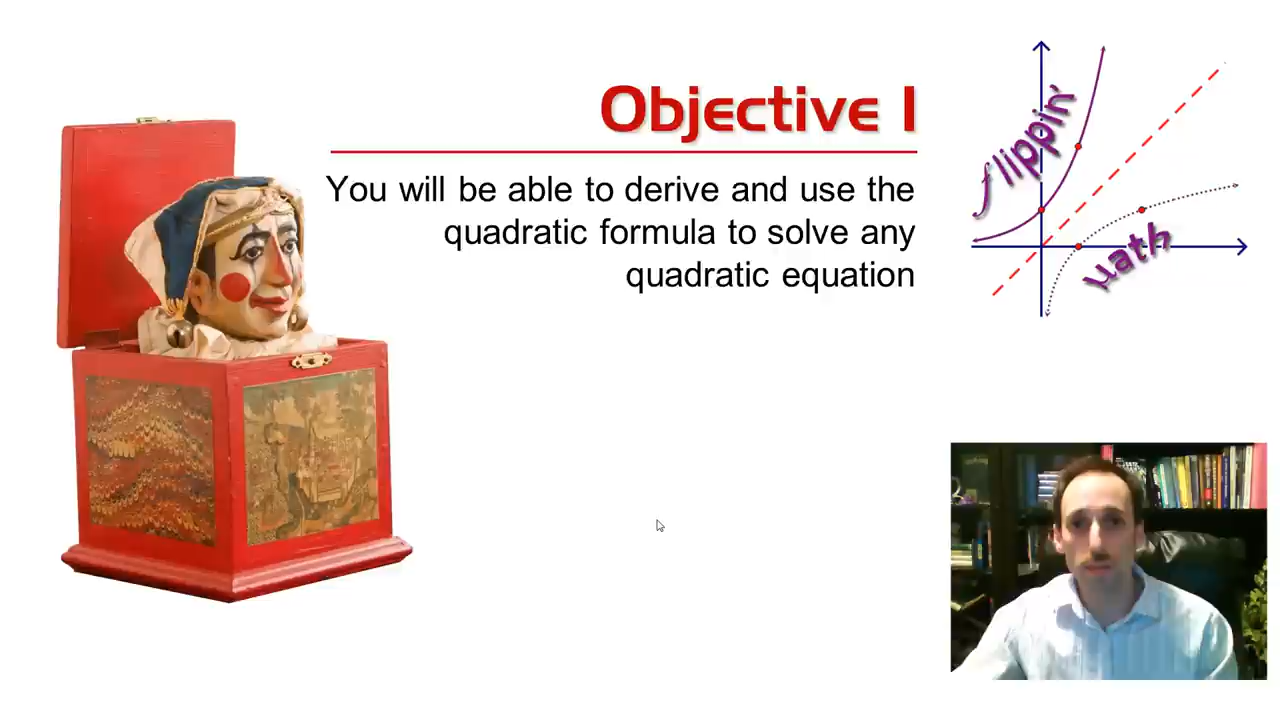 Objective 1
You will be able to derive and use the
quadratic formula to solve any
quadratic equation
flippin'
math